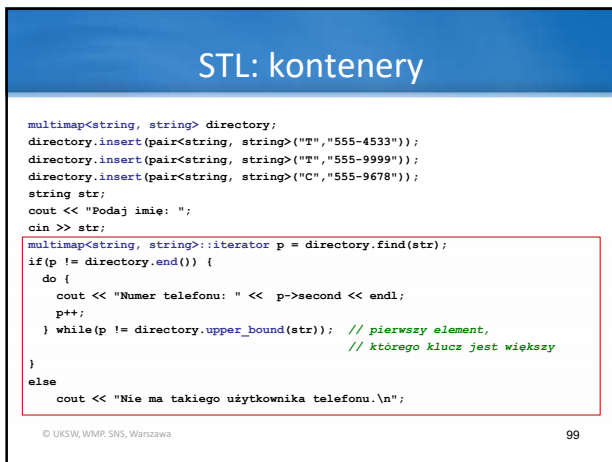 STL: kontenery
multimap<string, string> directory;
directory.insert(pair<string, string>("T","555-4533"));
directory.insert(pair<string, string>("T","555-9999"));
directory.insert(pair<string, string>("C","555-9678"));
string str;
cout << "Podaj imię: ";
cin >> str;
multimap<string, string>::iterator p = directory.find(str);
if(p != directory.end()) {
do {
cout << "Numer telefonu: " << p->second << endl;
p++;
} while(p != directory.upper_bound(str)); // pierwszy element,
// którego klucz jest większy
}
else
cout << "Nie ma takiego użytkownika telefonu.\n";
© UKSW, WMP. SNS, Warszawa 99